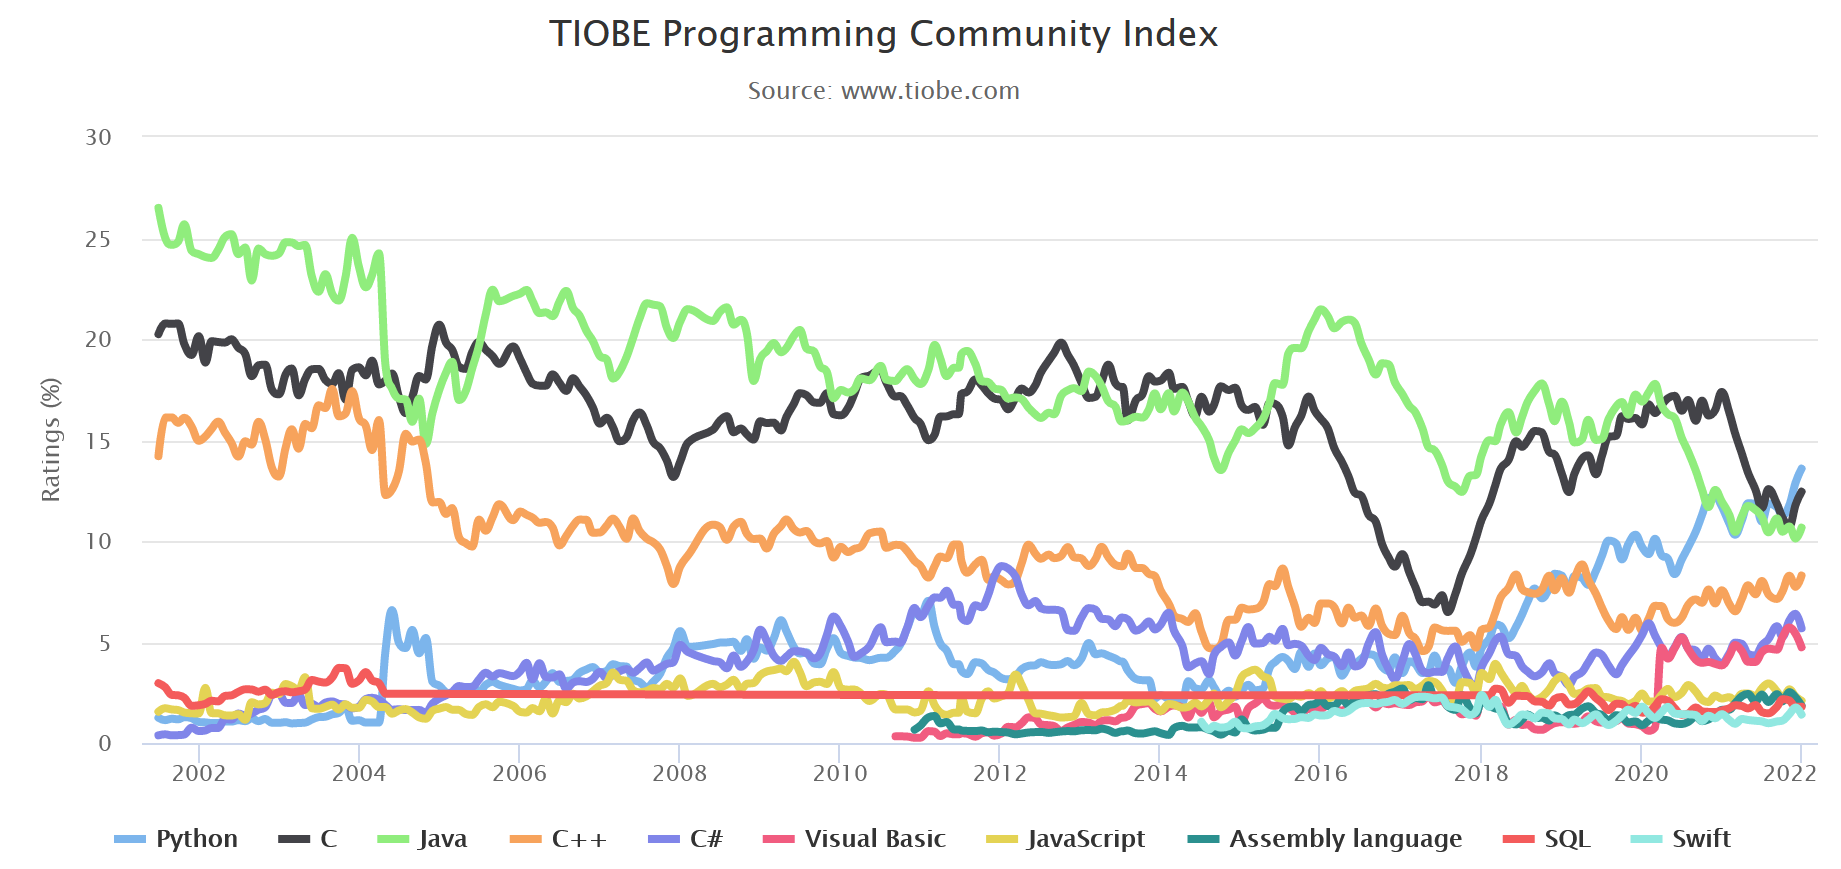 TIOBE Programming Community Index
Source: www.tiobe.com
Ratings (%)
30
25
20
15
10
5
0
2002 2004 2006 2008 2010 2012 2014 2016 2018 2020 2022
Python C Java C++ C# Visual Basic JavaScript Assembly language SQL Swift